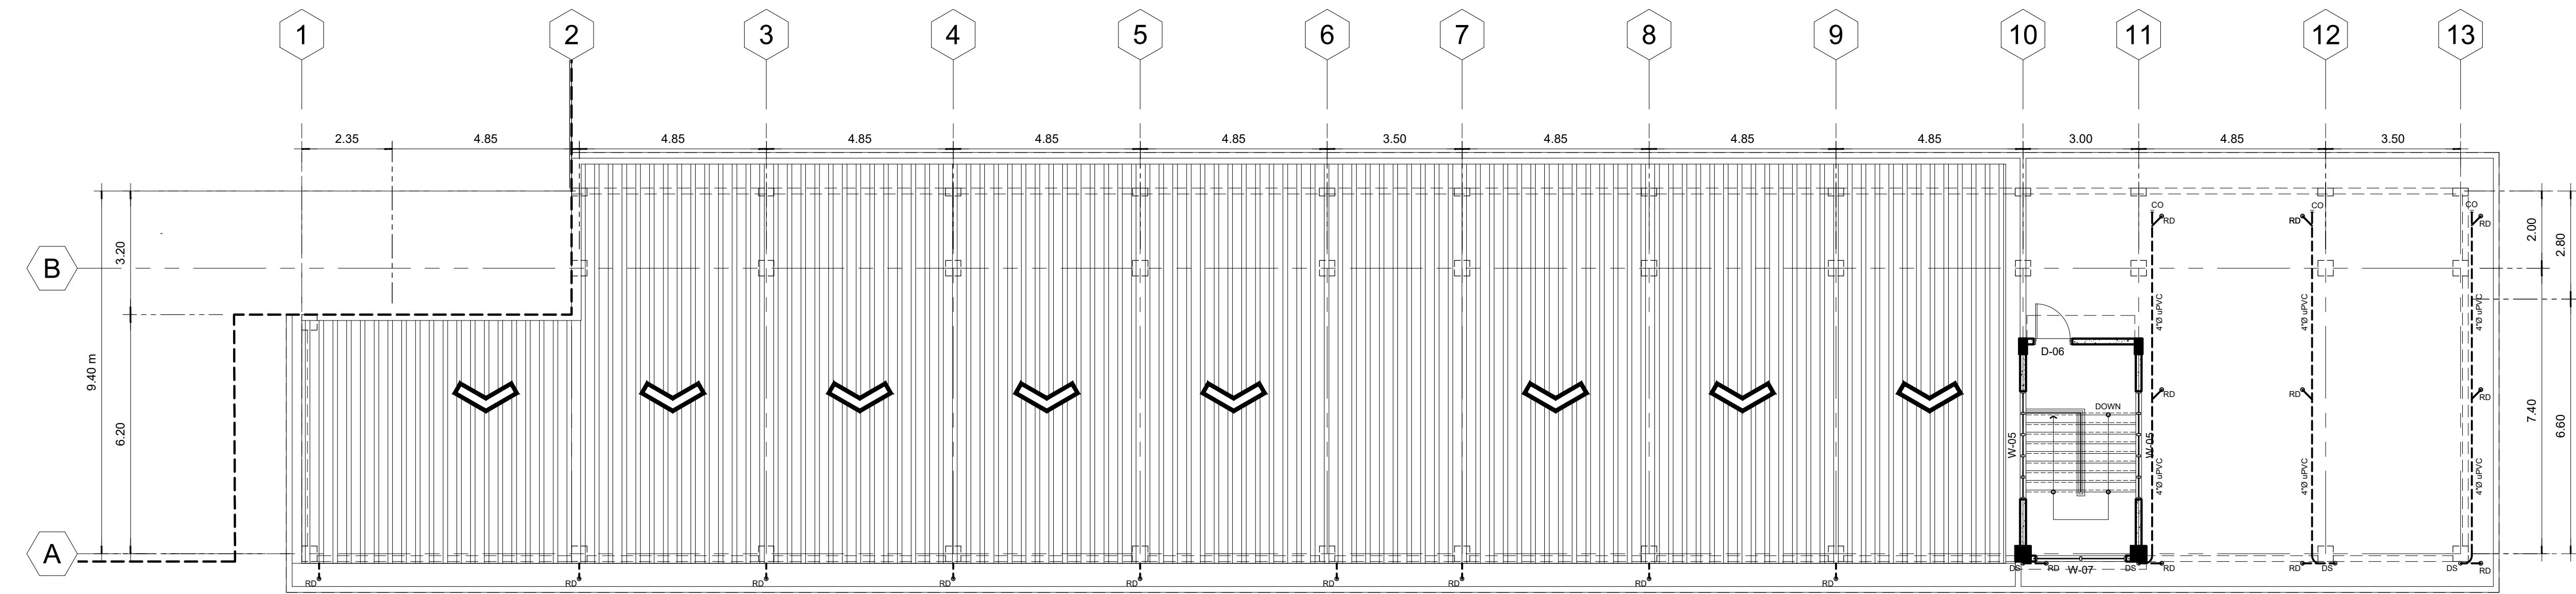 1 2 3 4 5 6 7 8 9 10 11 12 13
2.35 4.85 4.85 4.85 4.85 4.85 3.50 4.85 4.85 4.85 3.00 4.85 3.50
CO RD RD CO CO RD
3.20
2.00
2.80
B
4"Ø uPVC 4"Ø uPVC 4"Ø uPVC
D-06
9.40 m
RD RD RD
DOWN
6.20
7.40
6.60
W-05 W-05
4"Ø uPVC 4"Ø uPVC 4"Ø uPVC
A
RD RD RD RD RD RD RD RD RD DS RD W-07 DS RD RD DS DS RD